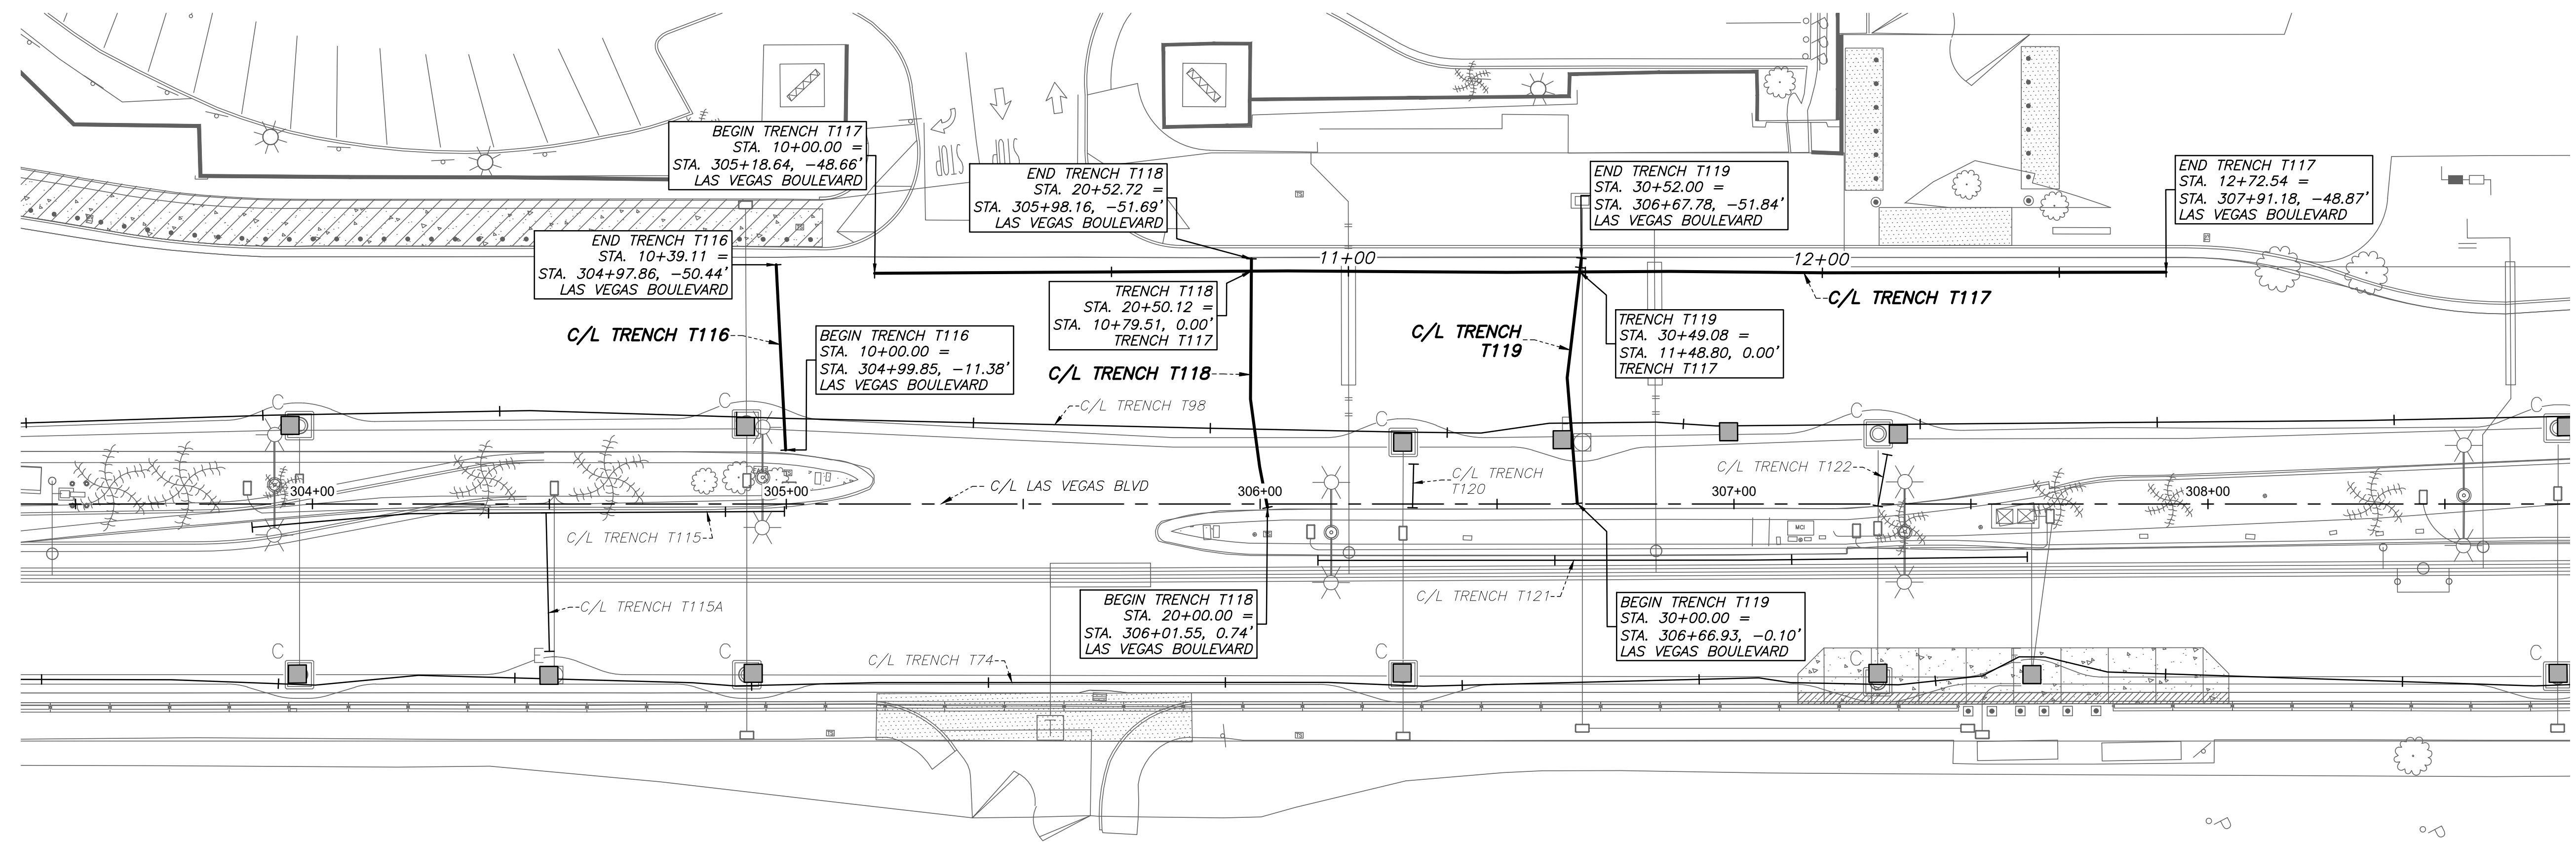 BEGIN TRENCH T117
STA. 10+00.00 =
STA. 305+18.64, −48.66'
LAS VEGAS BOULEVARD
STOP
STOP
END TRENCH T118
STA. 20+52.72 =
STA. 305+98.16, −51.69'
LAS VEGAS BOULEVARD
END TRENCH T119
STA. 30+52.00 =
STA. 306+67.78, −51.84'
LAS VEGAS BOULEVARD
END TRENCH T117
STA. 12+72.54 =
STA. 307+91.18, −48.87'
LAS VEGAS BOULEVARD
END TRENCH T116
STA. 10+39.11 =
STA. 304+97.86, −50.44'
LAS VEGAS BOULEVARD
11+00
12+00
C/L TRENCH T117
TRENCH T118
STA. 20+50.12 =
STA. 10+79.51, 0.00'
TRENCH T117
C/L TRENCH T116
BEGIN TRENCH T116
STA. 10+00.00 =
STA. 304+99.85, −11.38'
LAS VEGAS BOULEVARD
C/L TRENCH T118
C/L TRENCH
T119
TRENCH T119
STA. 30+49.08 =
STA. 11+48.80, 0.00'
TRENCH T117
C
C
C/L TRENCH T98
C
C
C
C/L TRENCH
T120
C/L TRENCH T122
304+00
305+00
C/L LAS VEGAS BLVD
306+00
307+00
308+00
MCI
C/L TRENCH T115
C/L TRENCH T121
C/L TRENCH T115A
BEGIN TRENCH T118
STA. 20+00.00 =
STA. 306+01.55, 0.74'
LAS VEGAS BOULEVARD
BEGIN TRENCH T119
STA. 30+00.00 =
STA. 306+66.93, −0.10'
LAS VEGAS BOULEVARD
C
E
C
C/L TRENCH T74
C
C
C